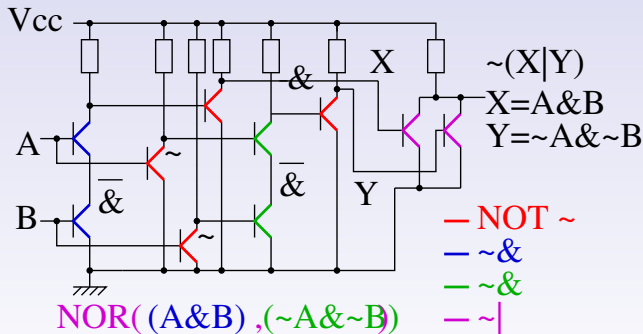 Vcc
X
~(X|Y)
&
X=A&B
A
~
Y=~A&~B
&
&
Y
B
~
NOT ~
~&
~&
NOR( (A&B) ,(~A&~B))
~|